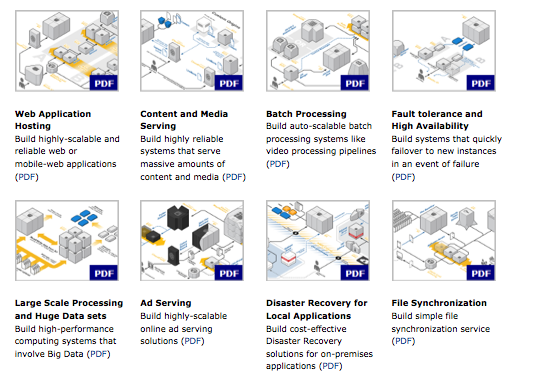 PDF
PDF
PDF
PDF
Web Application
Hosting
Build highly-scalable and
reliable web or
mobile-web applications
(PDF)
Content and Media
Serving
Build highly reliable
systems that serve
massive amounts of
content and media (PDF)
Batch Processing
Build auto-scalable batch
processing systems like
video processing pipelines
(PDF)
Fault tolerance and
High Availability
Build systems that quickly
failover to new instances
in an event of failure
(PDF)
PDF
PDF
PDF
PDF
Large Scale Processing
and Huge Data sets
Build high-performance
computing systems that
involve Big Data (PDF)
Ad Serving
Build highly-scalable
online ad serving
solutions (PDF)
Disaster Recovery for
Local Applications
Build cost-effective
Disaster Recovery
solutions for on-premises
applications (PDF)
File Synchronization
Build simple file
synchronization service
(PDF)